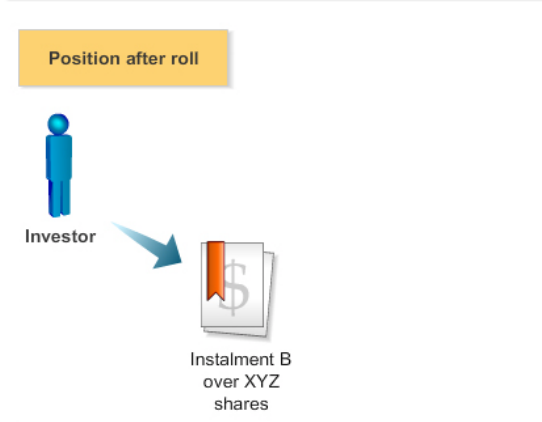 Position after roll
Investor
$
Instalment B
over XYZ
shares